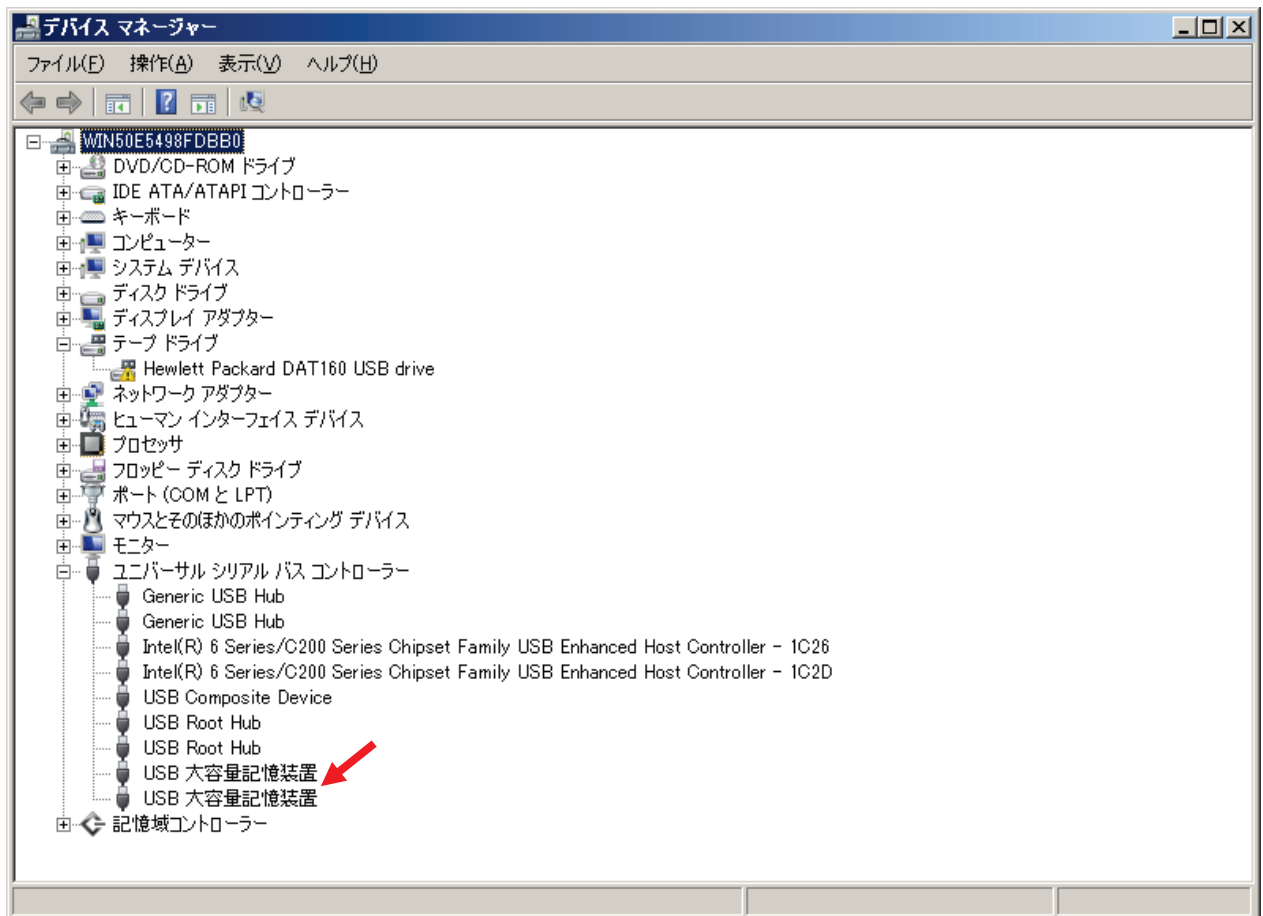 デバイス マネージャー
ファイル(F) 操作(A) 表示(V) ヘルプ(H)
WIN50E5498FDBB0
DVD/CD-ROM ドライブ
IDE ATA/ATAPI コントローラー
キーボード
コンピューター
システム デバイス
ディスク ドライブ
ディスプレイ アダプター
テープ ドライブ
Hewlett Packard DAT160 USB drive
ネットワーク アダプター
ヒューマン インターフェイス デバイス
プロセッサ
フロッピー ディスク ドライブ
ポート (COM と LPT)
マウスとそのほかのポインティング デバイス
モニター
ユニバーサル シリアル バス コントローラー
Generic USB Hub
Generic USB Hub
Intel(R) 6 Series/C200 Series Chipset Family USB Enhanced Host Controller - 1C26
Intel(R) 6 Series/C200 Series Chipset Family USB Enhanced Host Controller - 1C2D
USB Composite Device
USB Root Hub
USB Root Hub
USB 大容量記憶装置
USB 大容量記憶装置
記憶域コントローラー